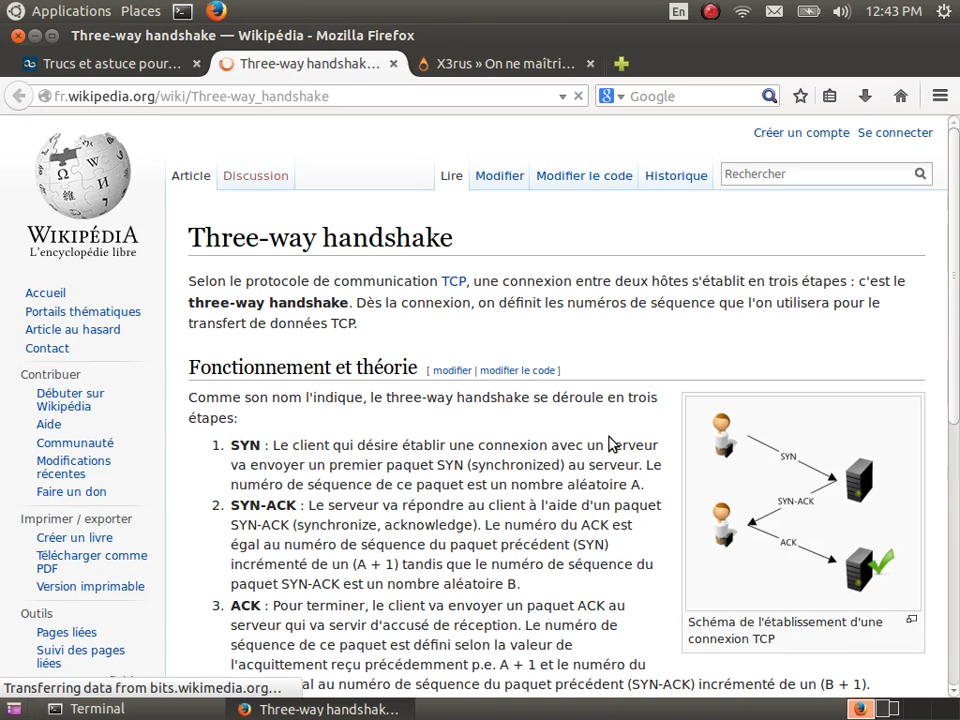 Applications Places En 12:43 PM
Three-way handshake — Wikipédia - Mozilla Firefox
Trucs et astuce pour... Three-way handshak... X3rus » On ne maîtri...
fr.wikipedia.org/wiki/Three-way_handshake Google
Créer un compte Se connecter
Article Discussion Lire Modifier Modifier le code Historique Rechercher
WIKIPÉDIA
L'encyclopédie libre
Accueil
Portails thématiques
Article au hasard
Contact
Contribuer
Débuter sur
Wikipédia
Aide
Communauté
Modifications
récentes
Faire un don
Imprimer / exporter
Créer un livre
Télécharger comme
PDF
Version imprimable
Outils
Pages liées
Suivi des pages
liées
Three-way handshake
Selon le protocole de communication TCP, une connexion entre deux hôtes s'établit en trois étapes : c'est le
three-way handshake. Dès la connexion, on définit les numéros de séquence que l'on utilisera pour le
transfert de données TCP.
Fonctionnement et théorie [ modifier | modifier le code ]
Comme son nom l'indique, le three-way handshake se déroule en trois
étapes:
1. SYN : Le client qui désire établir une connexion avec un serveur
va envoyer un premier paquet SYN (synchronized) au serveur. Le
numéro de séquence de ce paquet est un nombre aléatoire A.
2. SYN-ACK : Le serveur va répondre au client à l'aide d'un paquet
SYN-ACK (synchronize, acknowledge). Le numéro du ACK est
égal au numéro de séquence du paquet précédent (SYN)
incrémenté de un (A + 1) tandis que le numéro de séquence du
paquet SYN-ACK est un nombre aléatoire B.
3. ACK : Pour terminer, le client va envoyer un paquet ACK au
serveur qui va servir d'accusé de réception. Le numéro de
séquence de ce paquet est défini selon la valeur de
l'acquittement reçu précédemment p.e. A + 1 et le numéro du
al au numéro de séquence du paquet précédent (SYN-ACK) incrémenté de un (B + 1).
SYN
SYN-ACK
ACK
Schéma de l'établissement d'une
connexion TCP
Transferring data from bits.wikimedia.org...
Terminal Three-way handshak...